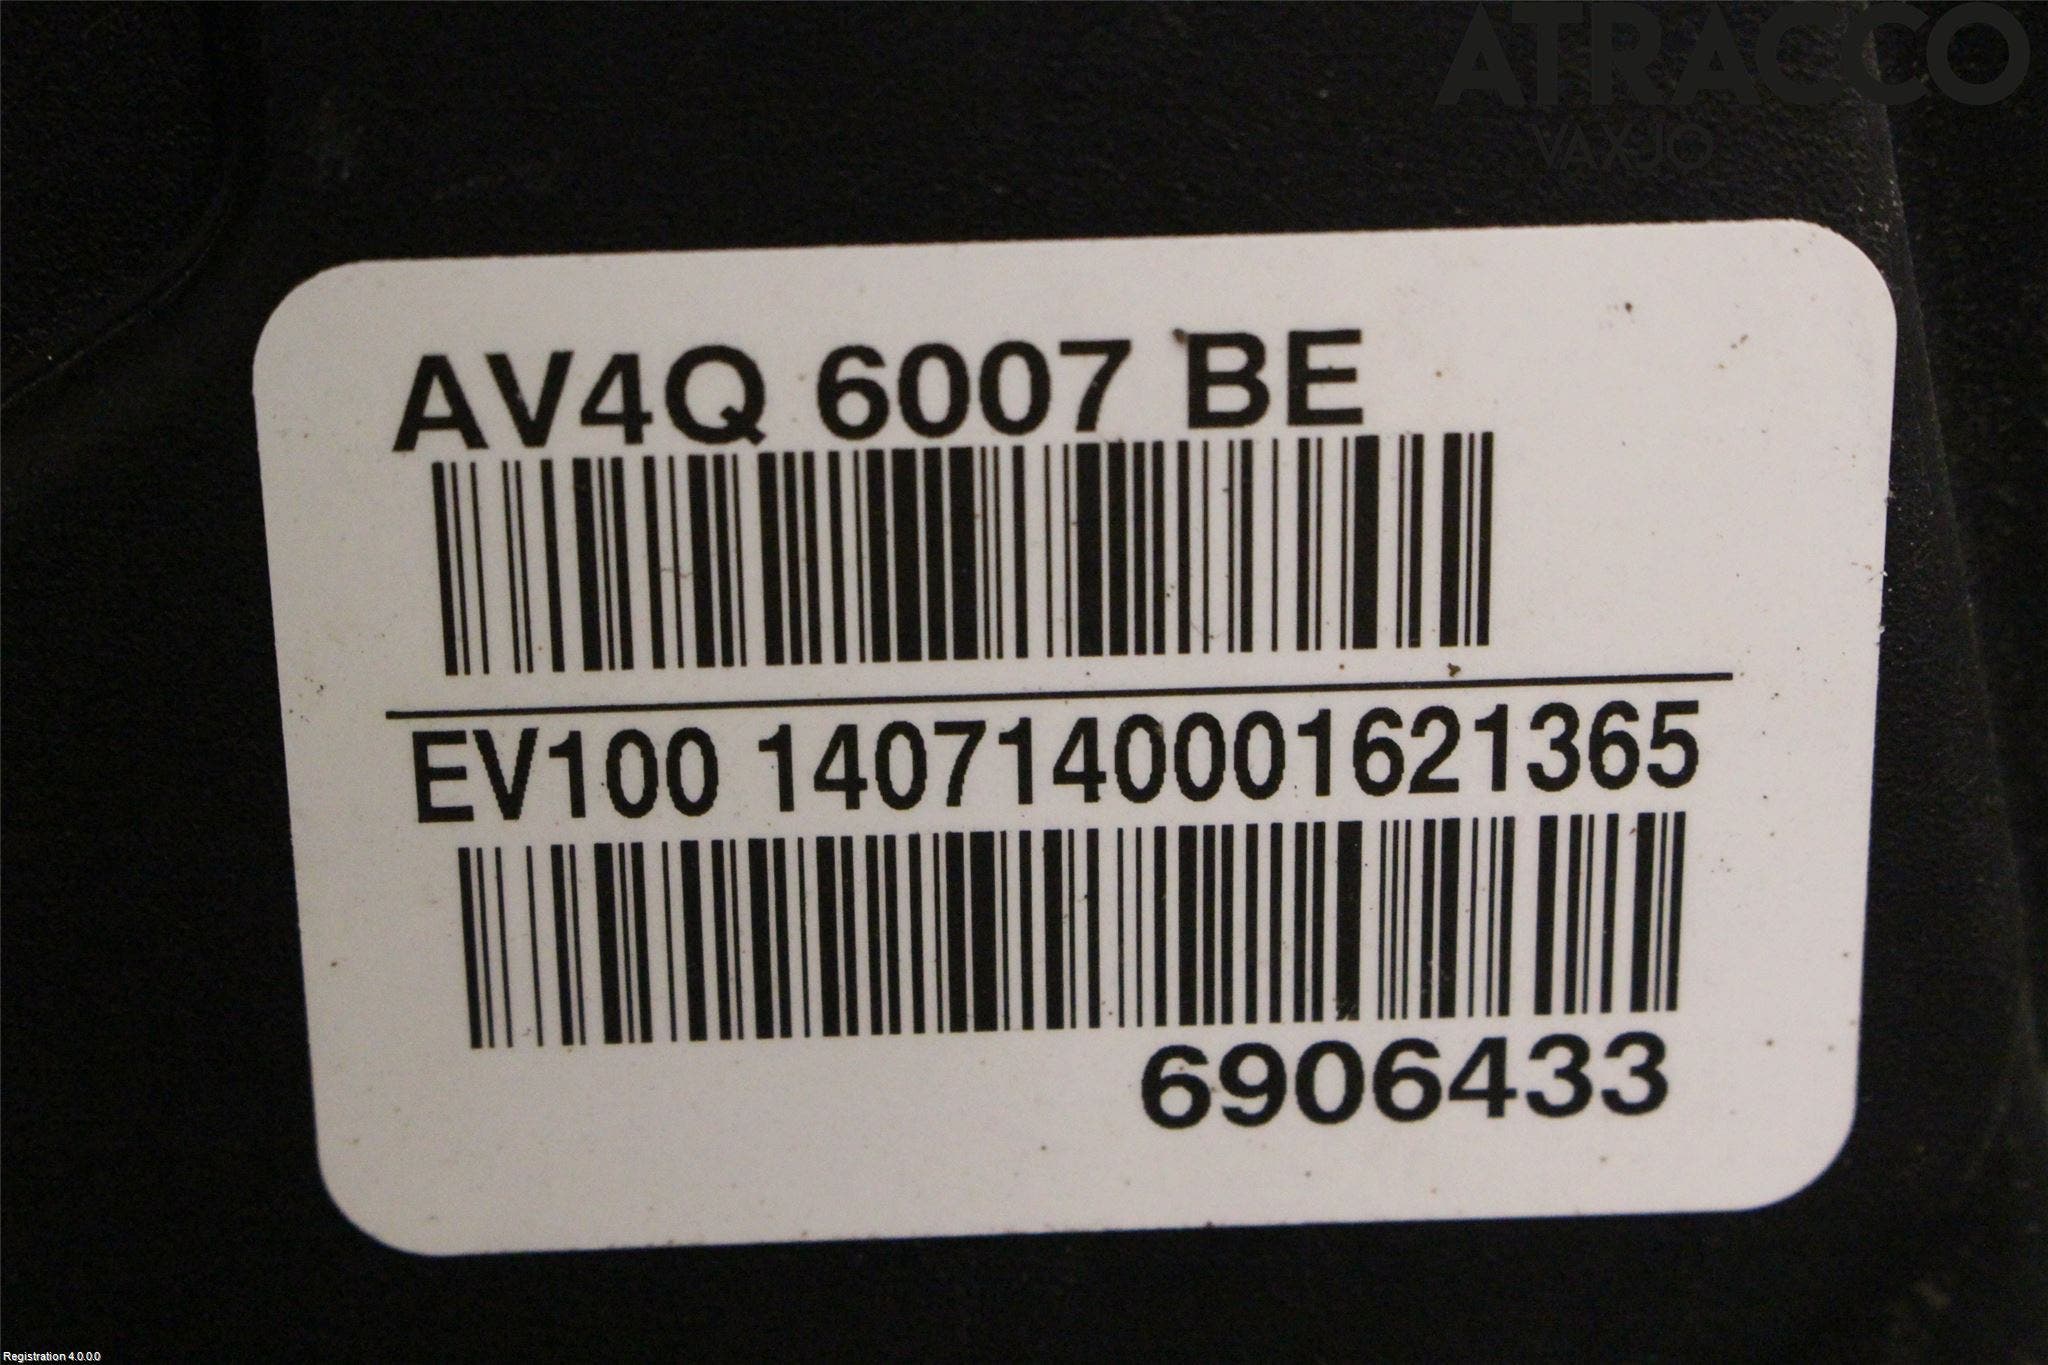 ATRACCO
VAXJO
AV4Q 6007 BE
EV100 1407140001621365
6906433
Registration 4.0.0.0